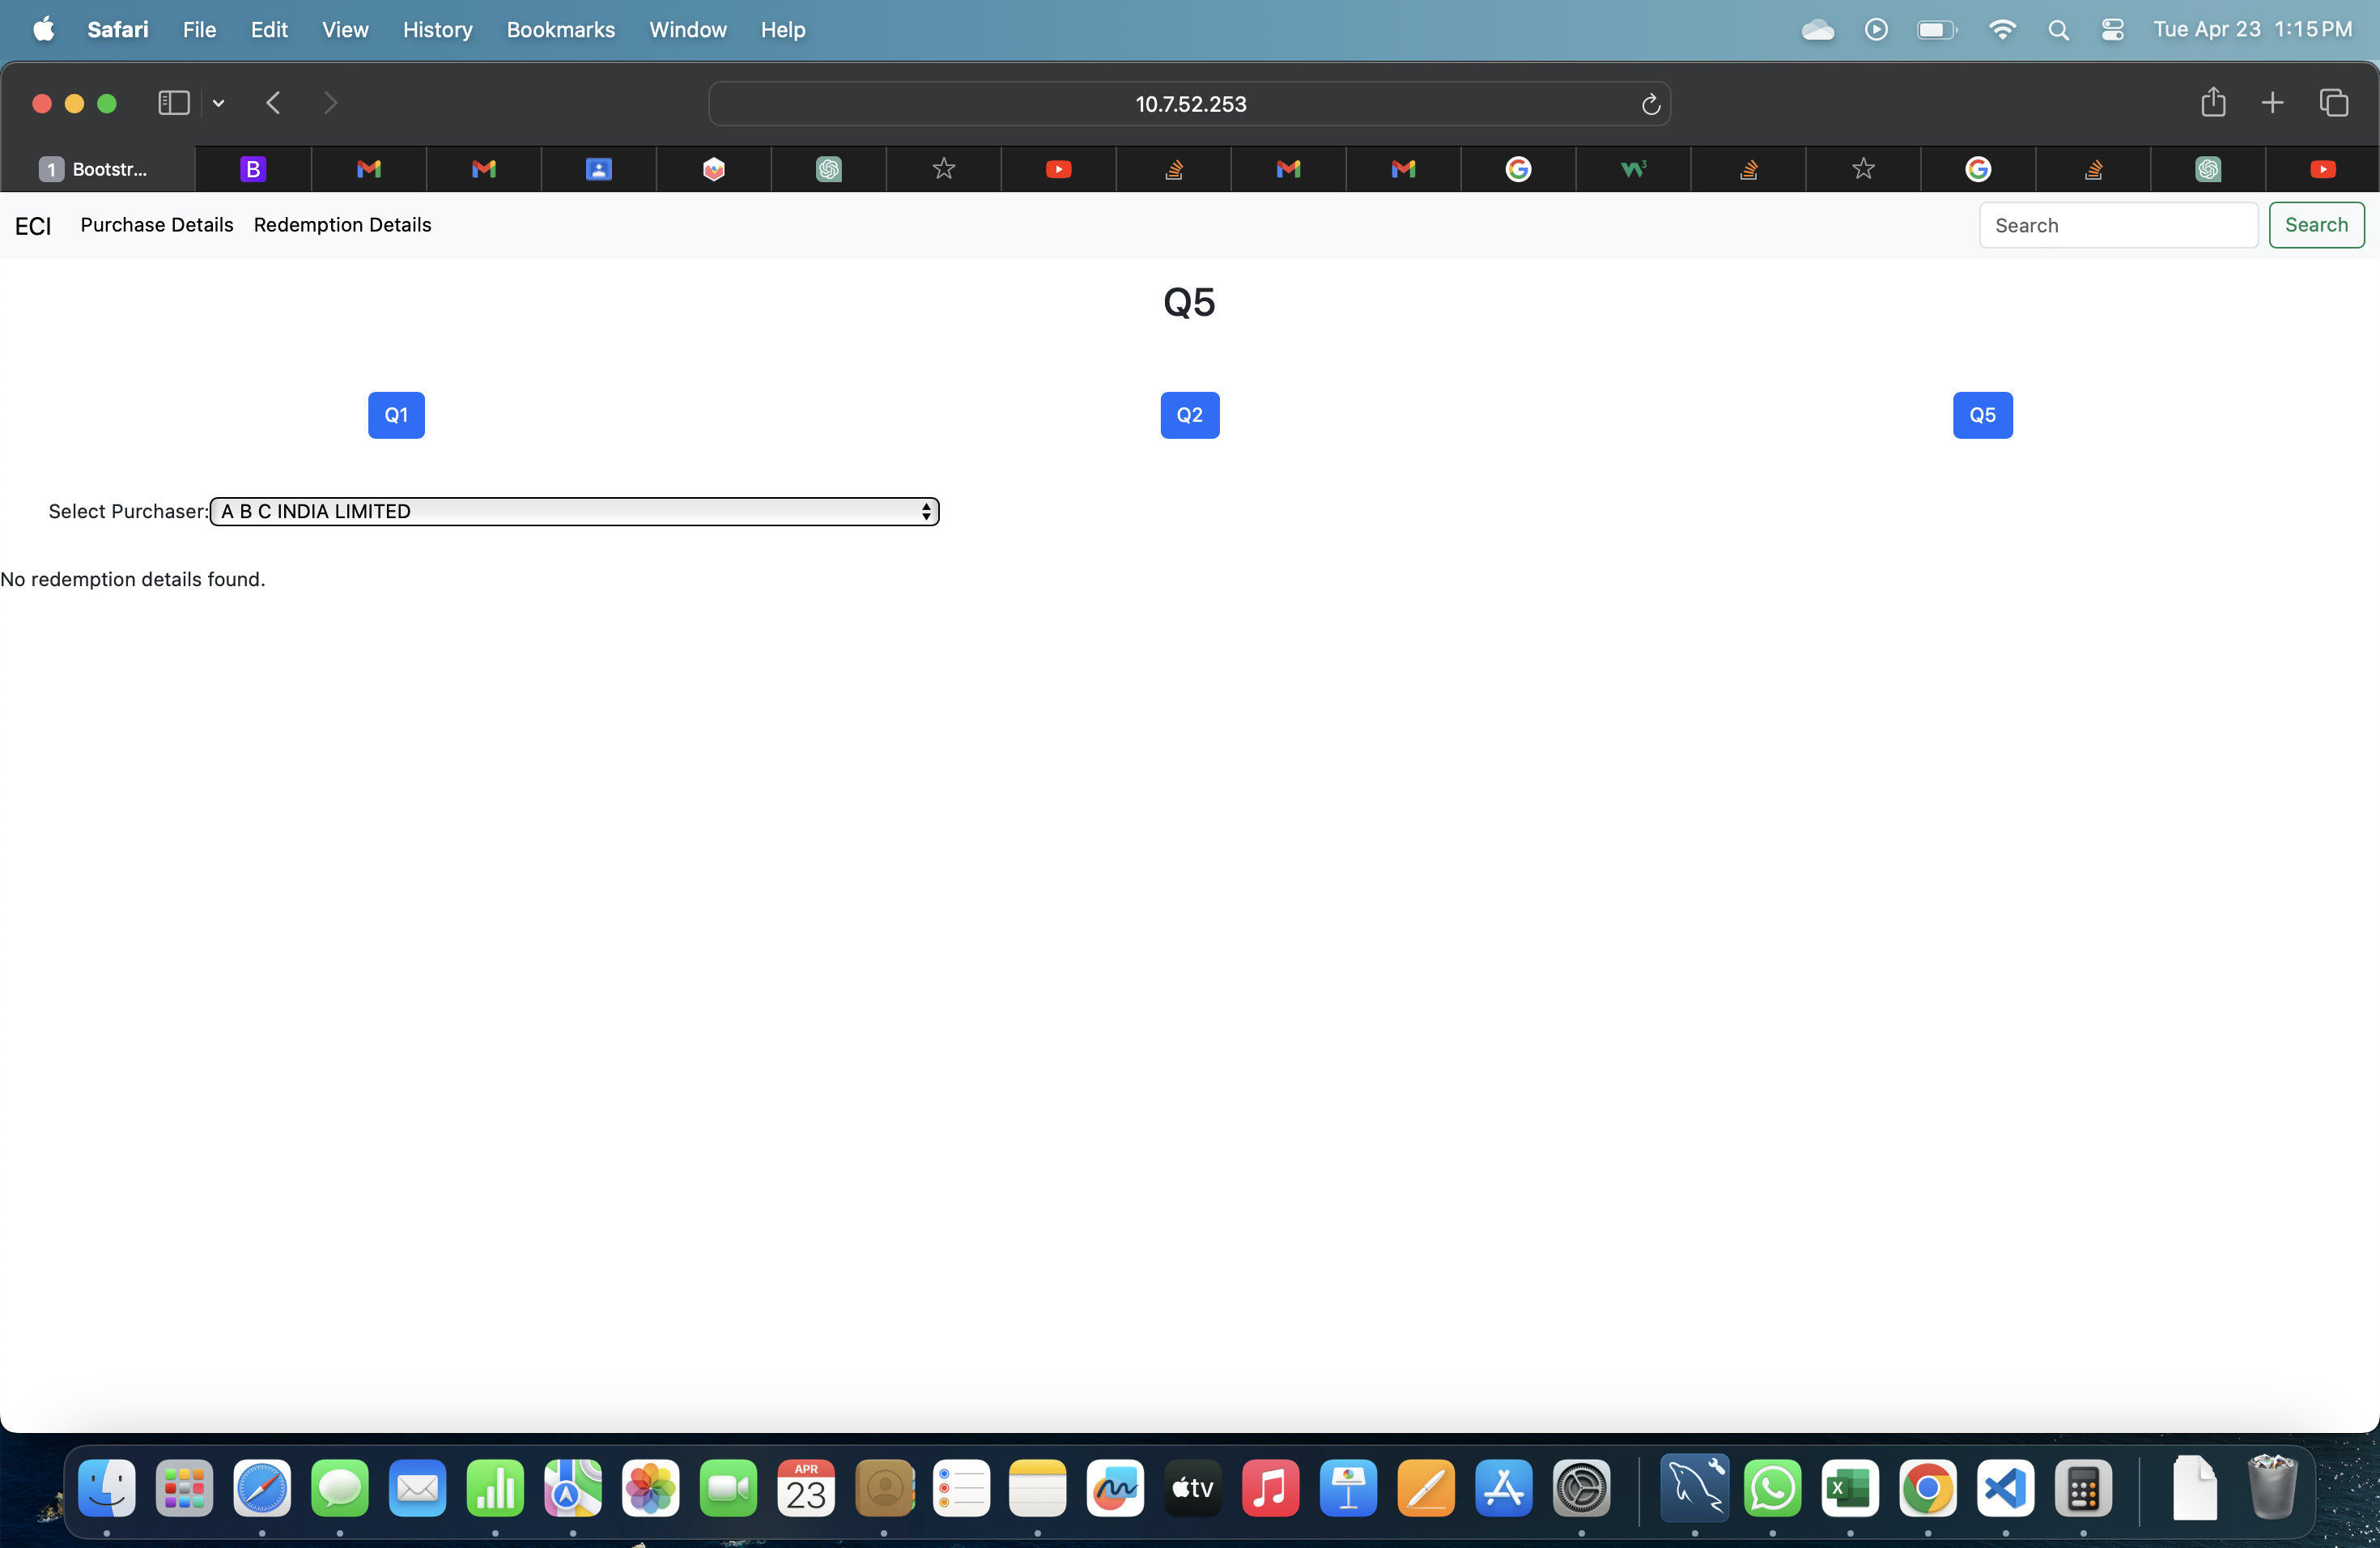 Safari File Edit View History Bookmarks Window Help Tue Apr 23 1:15 PM
10.7.52.253
1 Bootstr... B
ECI Purchase Details Redemption Details Search Search
Q5
Q1 Q2 Q5
Select Purchaser: A B C INDIA LIMITED
No redemption details found.
APR
23
tv
X